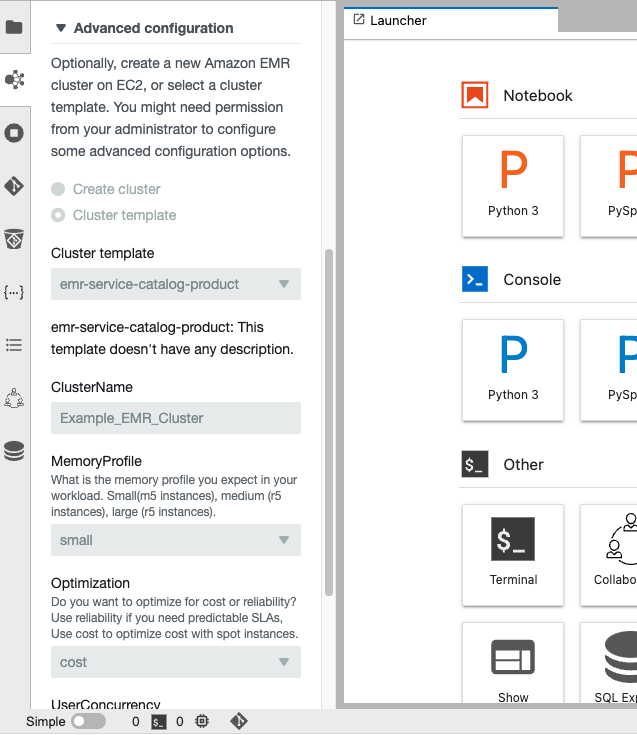 Advanced configuration
Optionally, create a new Amazon EMR
cluster on EC2, or select a cluster
template. You might need permission
from your administrator to configure
some advanced configuration options.
Create cluster
Cluster template
Cluster template
emr-service-catalog-product
emr-service-catalog-product: This
template doesn't have any description.
ClusterName
Example_EMR_Cluster
MemoryProfile
What is the memory profile you expect in your
workload. Small(m5 instances), medium (r5
instances), large (r5 instances).
small
Optimization
Do you want to optimize for cost or reliability?
Use reliability if you need predictable SLAs,
Use cost to optimize cost with spot instances.
cost
UserConcurrency
Launcher
Notebook
P P
Python 3 PySp
Console
P P
Python 3 PySp
$_ Other
$_
Terminal Collabo
Show SQL Exp
Simple 0 $_ 0